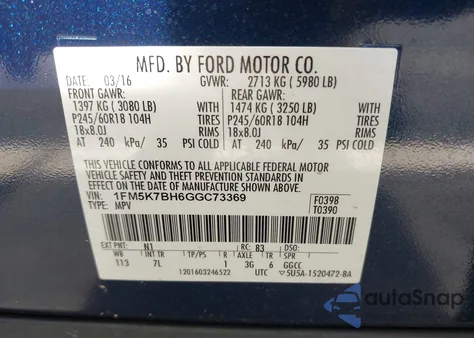 MFD. BY FORD MOTOR CO.
DATE: 03/16 GVWR: 2713 KG ( 5980 LB)
FRONT GAWR: REAR GAWR:
1397 KG ( 3080 LB) WITH 1474 KG ( 3250 LB) WITH
P245/60R18 104H TIRES P245/60R18 104H TIRES
18x8.0J RIMS 18x8.0J RIMS
AT 240 kPa/ 35 PSI COLD AT 240 kPa/ 35 PSI COLD
THIS VEHICLE CONFORMS TO ALL APPLICABLE FEDERAL MOTOR
VEHICLE SAFETY AND THEFT PREVENTION STANDARDS IN EFFECT
ON THE DATE OF MANUFACTURE SHOWN ABOVE.
VIN: 1FM5K7BH6GGC73369 F0398
TYPE: MPV T0390
EXT PNT: N1 RC: 83 DSO:
WB INT TR TP/PS R AXLE TR SPR
113 7L 1 3G 6 GGCC
1201603246522 UTC ▽5U5A-1520472-BA
autoSnap